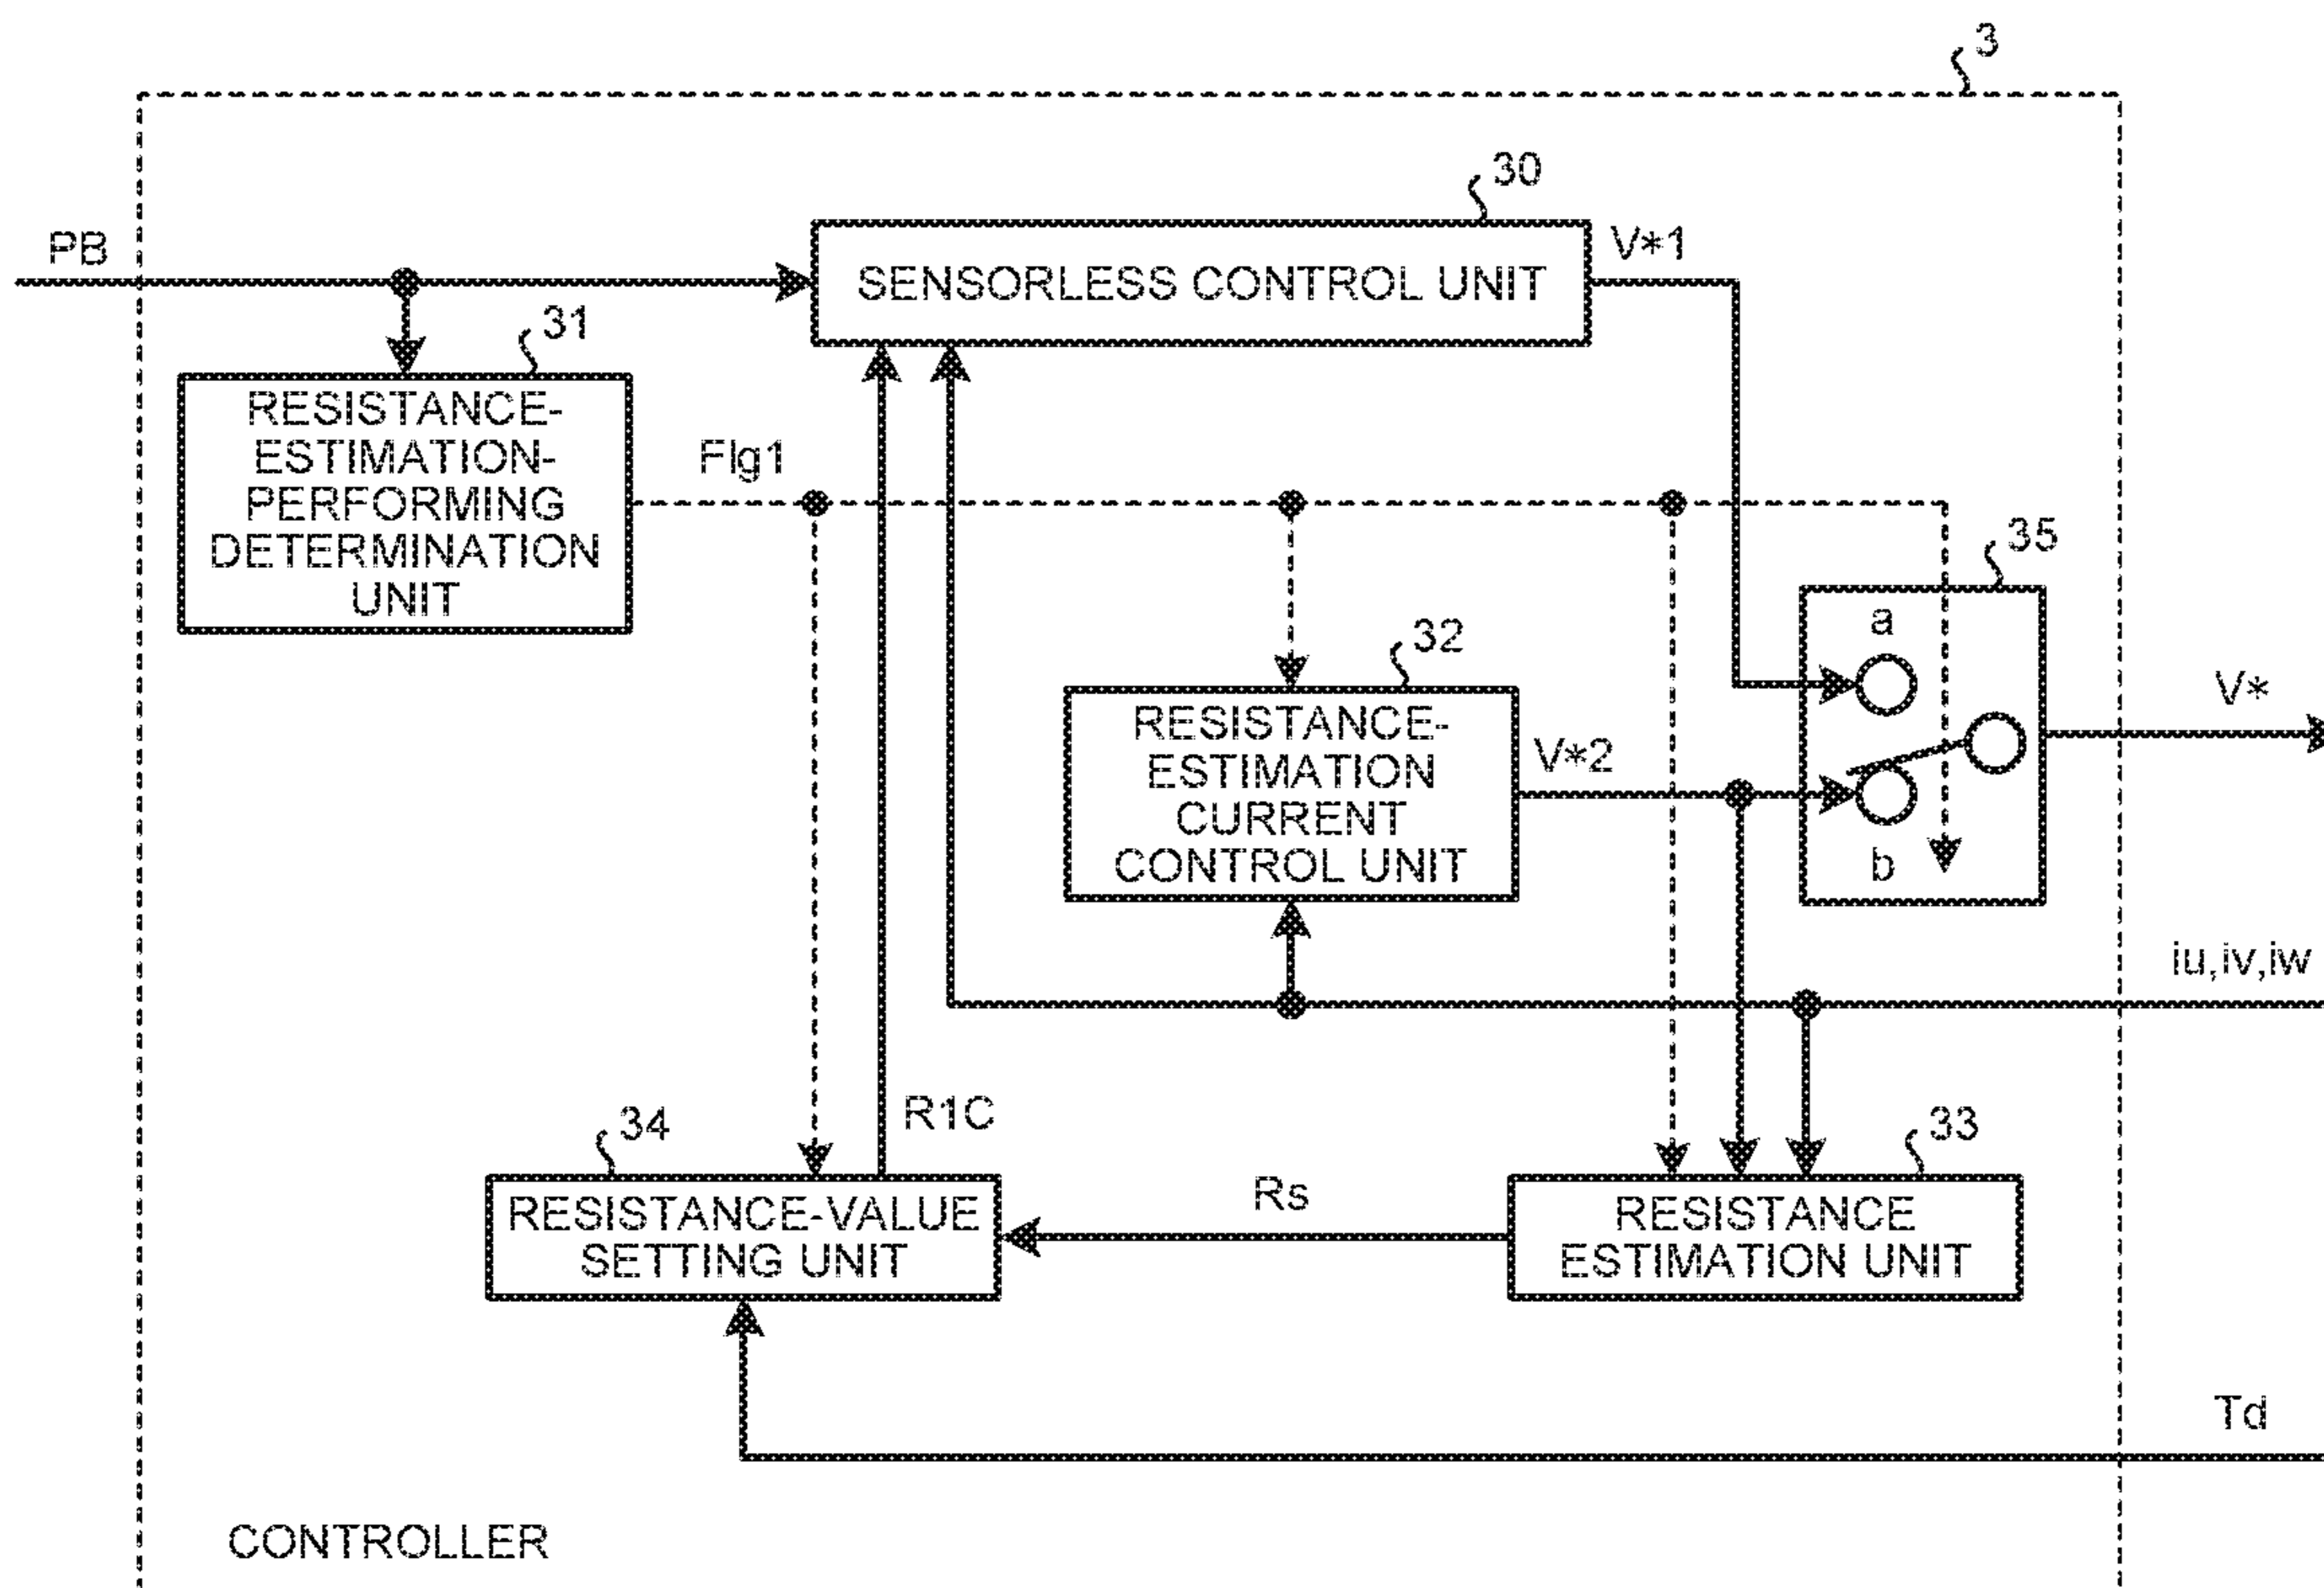 3
30
PB
V*1
SENSORLESS CONTROL UNIT
31
RESISTANCE-
ESTIMATION-
PERFORMING
DETERMINATION
UNIT
Flg1
35
a
32
RESISTANCE-
ESTIMATION
CURRENT
CONTROL UNIT
V*2
V*
b
iu,iv,iw
R1C
34
33
RESISTANCE-VALUE
SETTING UNIT
Rs
RESISTANCE
ESTIMATION UNIT
Td
CONTROLLER